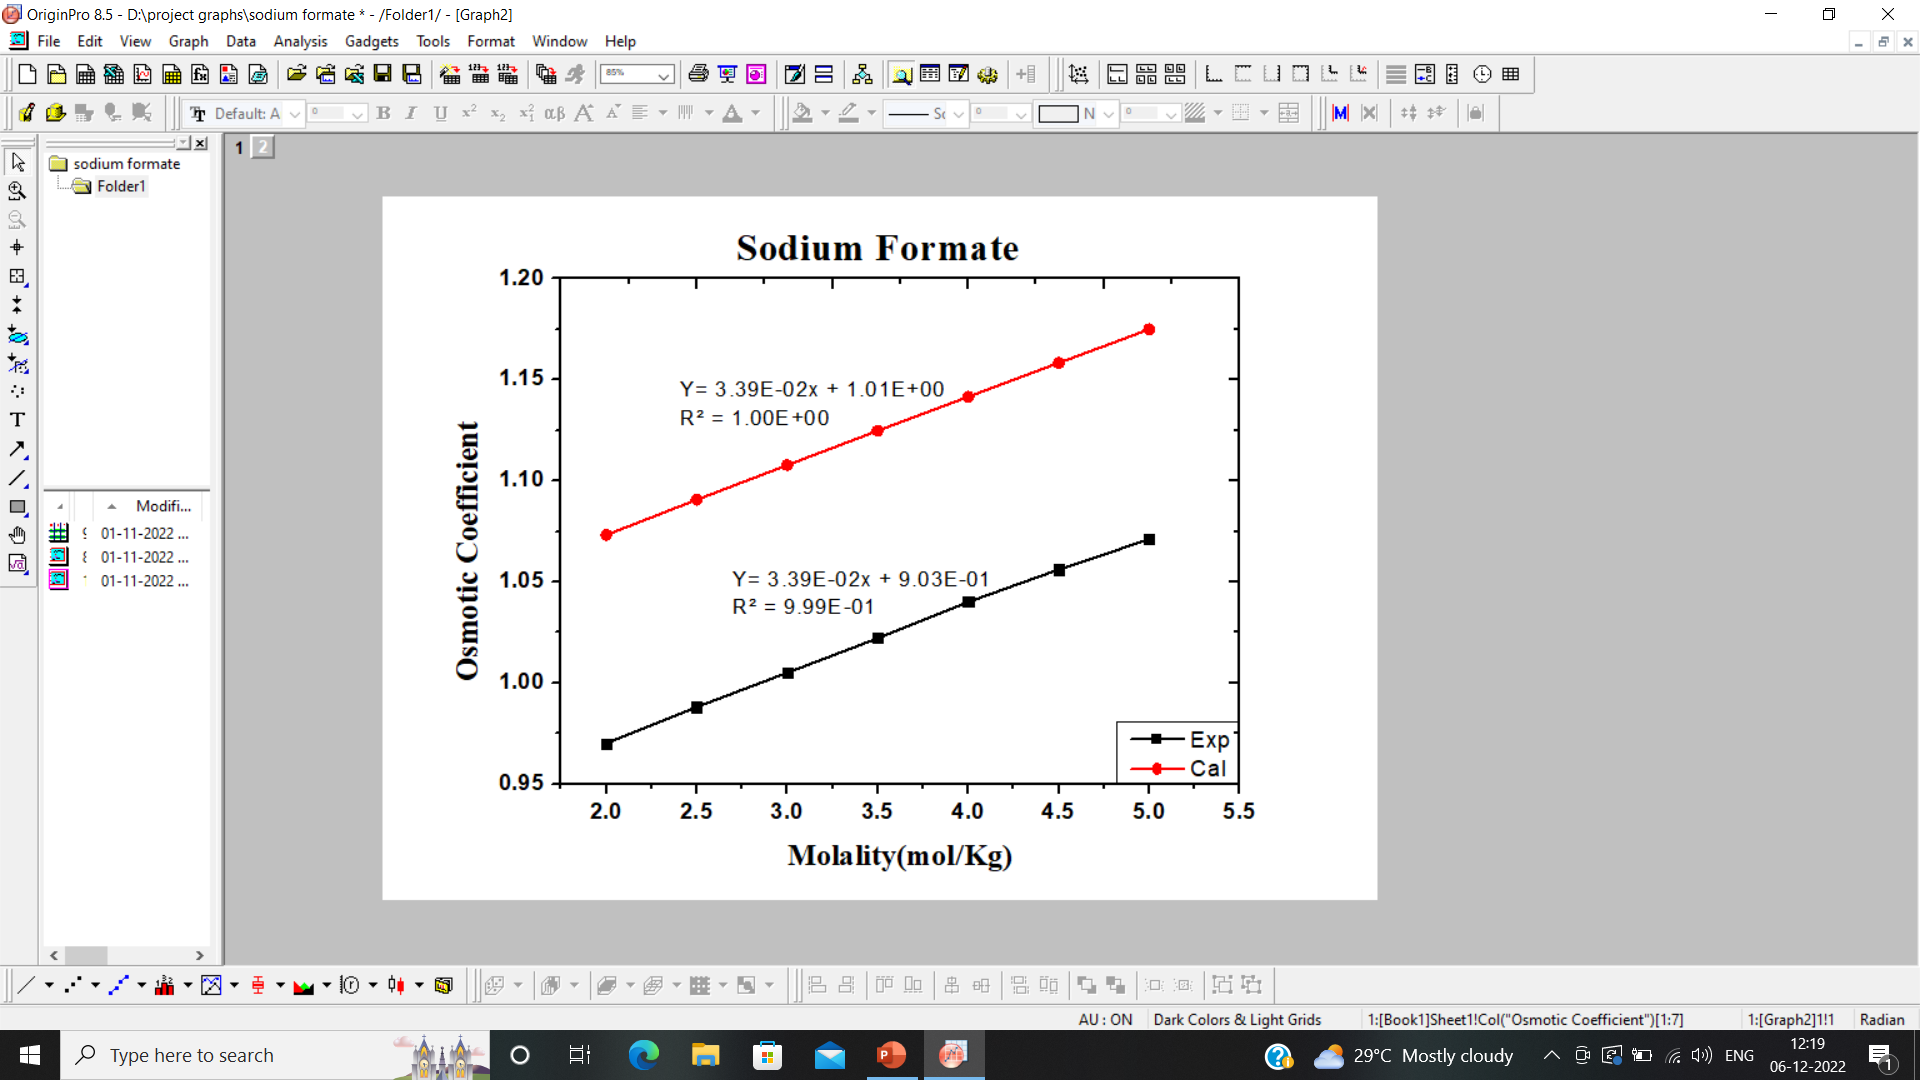 OriginPro 8.5 - D:\project graphs\sodium formate * - /Folder1/ - [Graph2]
File Edit View Graph Data Analysis Gadgets Tools Format Window Help
85%
Default: A 0 B I U αβ A A A 0 N 0
1 2
sodium formate
Folder1
Modifi...
01-11-2022 ...
01-11-2022 ...
01-11-2022 ...
Sodium Formate
1.20
1.15
1.10
1.05
1.00
0.95
Osmotic Coefficient
Y= 3.39E-02x + 1.01E+00
R² = 1.00E+00
Y= 3.39E-02x + 9.03E-01
R² = 9.99E-01
Exp
Cal
2.0 2.5 3.0 3.5 4.0 4.5 5.0 5.5
Molality(mol/Kg)
AU : ON Dark Colors & Light Grids 1:[Book1]Sheet1!Col("Osmotic Coefficient")[1:7] 1:[Graph2]1!1 Radian
Type here to search
29°C Mostly cloudy
ENG
12:19
06-12-2022
1